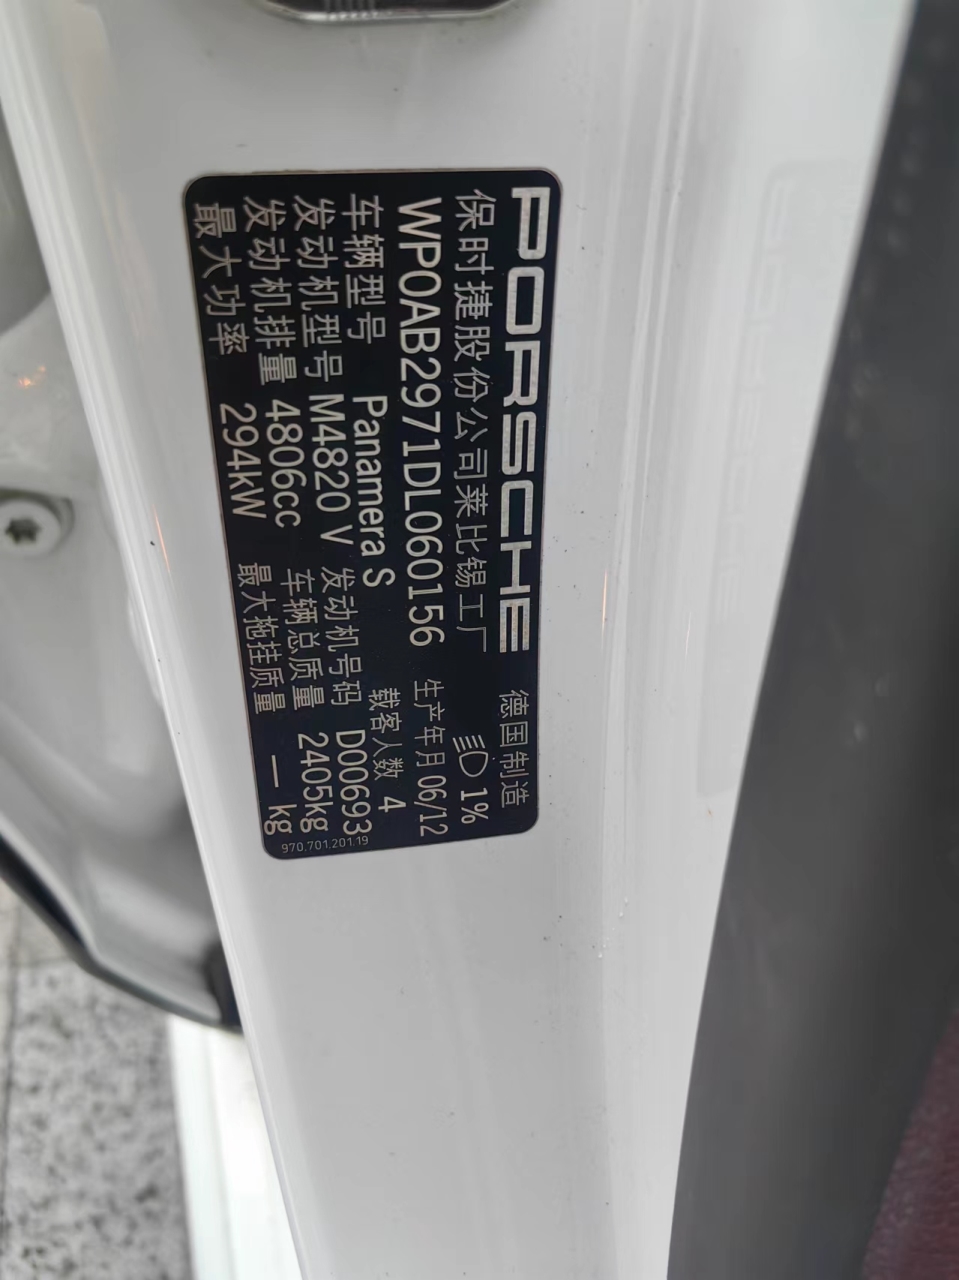 PORSCHE 德国制造
保时捷股份公司莱比锡工厂 1%
WP0AB2971DL060156 生产年月 06/12
车辆型号 Panamera S 载客人数 4
发动机型号 M4820 V 发动机号码 D00693
发动机排量 4806cc 车辆总质量 2405kg
最大功率 294kW 最大拖挂质量 — kg
970.701.201.19